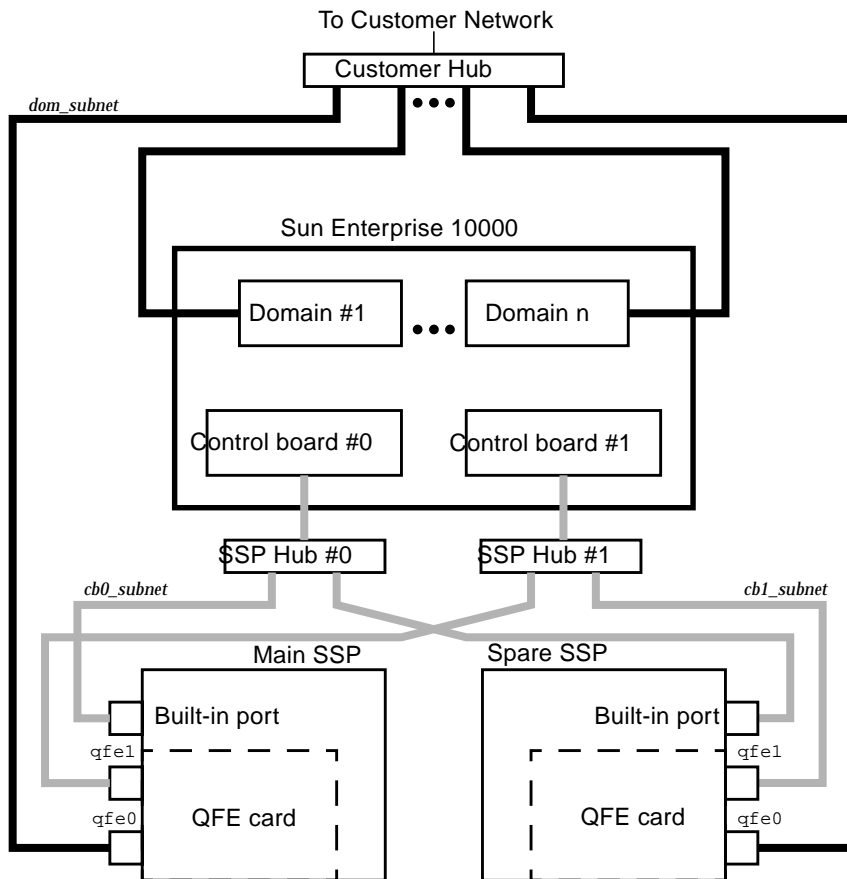 To Customer Network
Customer Hub
dom_subnet
Sun Enterprise 10000
Domain #1
Domain n
Control board #0
Control board #1
SSP Hub #0
SSP Hub #1
cb0_subnet
cb1_subnet
Main SSP
Spare SSP
Built-in port
Built-in port
qfe1
qfe1
qfe0
QFE card
QFE card
qfe0